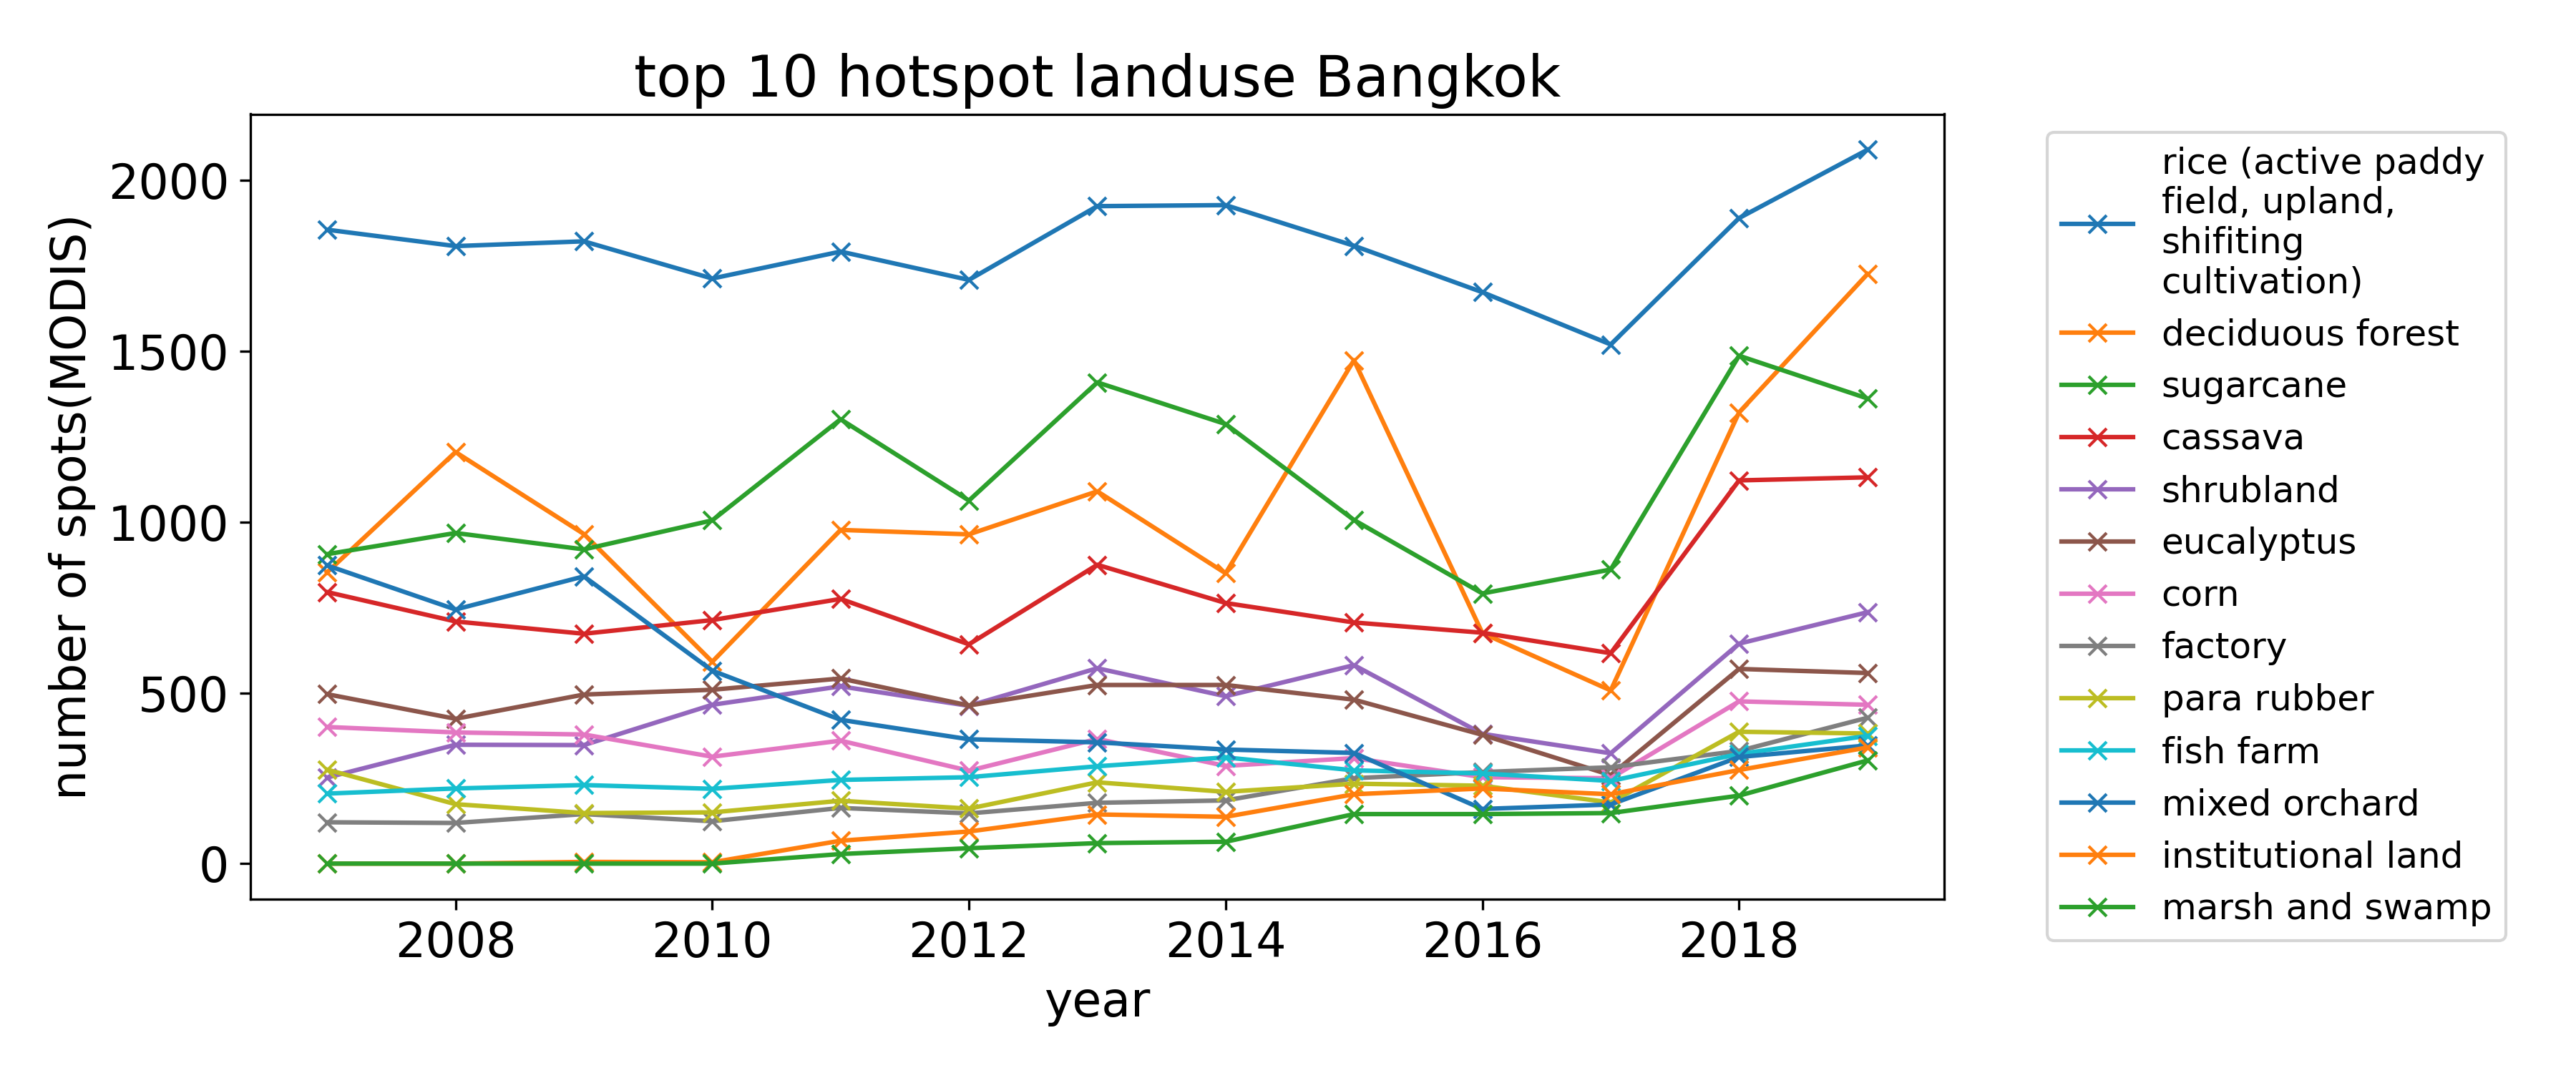 top 10 hotspot landuse Bangkok
number of spots(MODIS)
2000
1500
1000
500
0
2008 2010 2012 2014 2016 2018
year
rice (active paddy
field, upland,
shifiting
cultivation)
deciduous forest
sugarcane
cassava
shrubland
eucalyptus
corn
factory
para rubber
fish farm
mixed orchard
institutional land
marsh and swamp